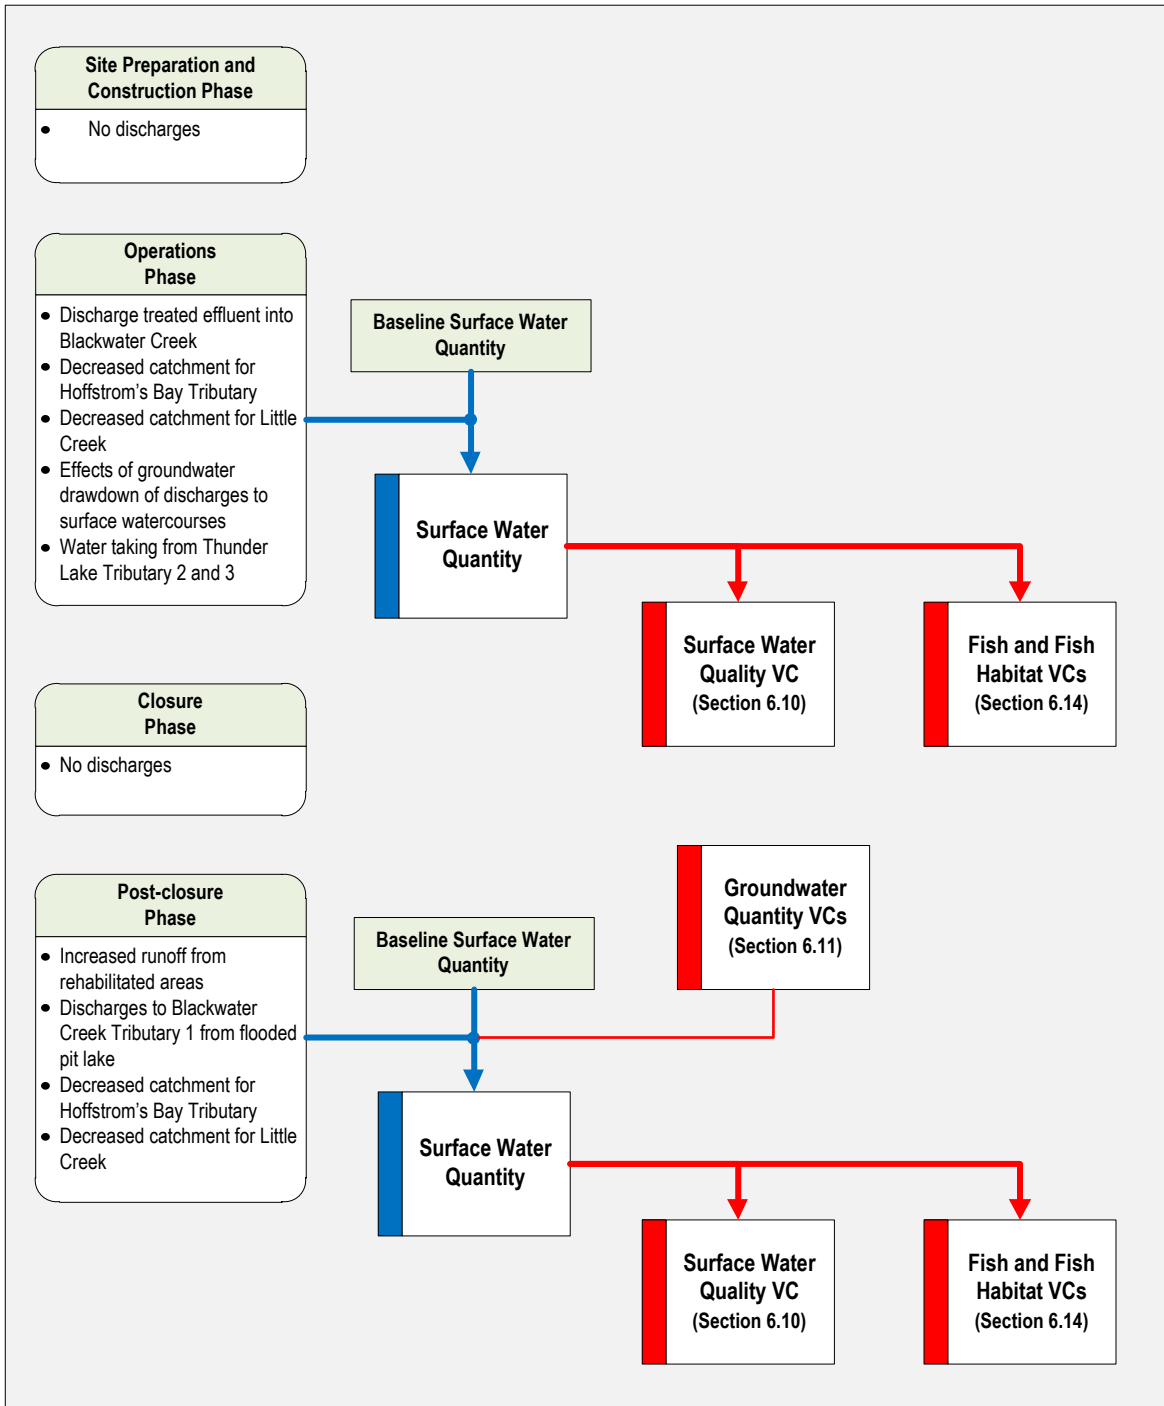 Site Preparation and
Construction Phase
• No discharges
Operations
Phase
• Discharge treated effluent into
Blackwater Creek
• Decreased catchment for
Hoffstrom's Bay Tributary
• Decreased catchment for Little
Creek
• Effects of groundwater
drawdown of discharges to
surface watercourses
• Water taking from Thunder
Lake Tributary 2 and 3
Baseline Surface Water
Quantity
Surface Water
Quantity
Surface Water
Quality VC
(Section 6.10)
Fish and Fish
Habitat VCs
(Section 6.14)
Closure
Phase
• No discharges
Post-closure
Phase
• Increased runoff from
rehabilitated areas
• Discharges to Blackwater
Creek Tributary 1 from flooded
pit lake
• Decreased catchment for
Hoffstrom's Bay Tributary
• Decreased catchment for Little
Creek
Baseline Surface Water
Quantity
Groundwater
Quantity VCs
(Section 6.11)
Surface Water
Quantity
Surface Water
Quality VC
(Section 6.10)
Fish and Fish
Habitat VCs
(Section 6.14)